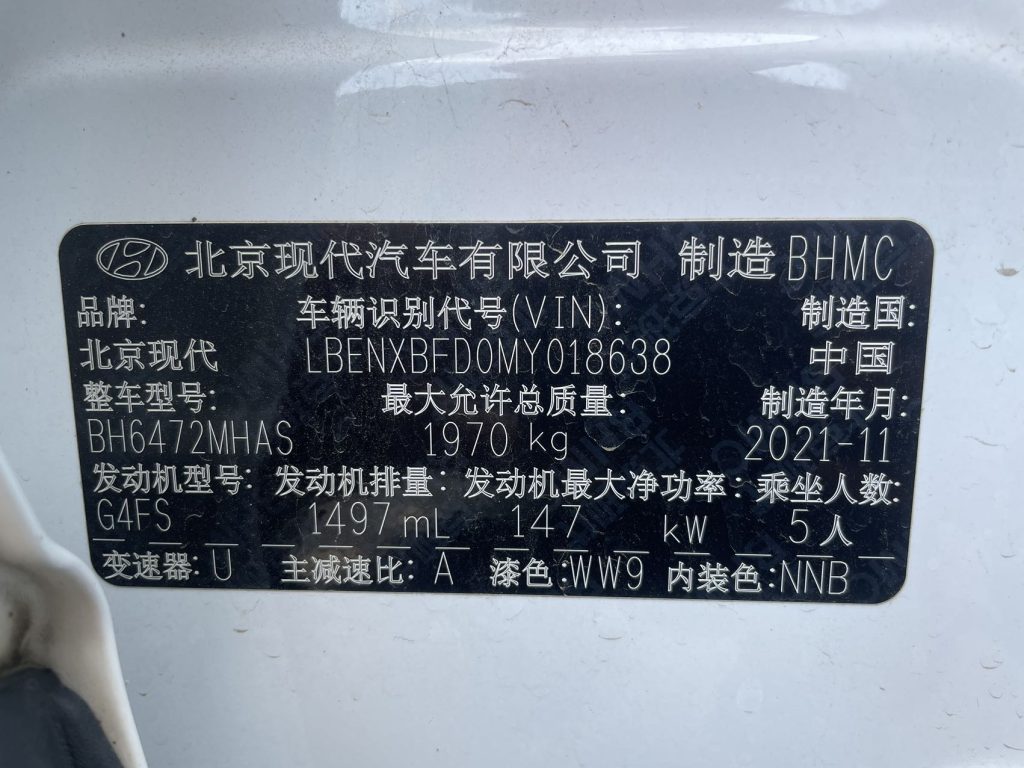 北京现代汽车有限公司 制造 BHMC
品牌: 车辆识别代号(VIN): 制造国:
北京现代 LBENXBFD0MY018638 中国
整车型号: 最大允许总质量: 制造年月:
BH6472MHAS 1970 kg 2021-11
发动机型号: 发动机排量: 发动机最大净功率: 乘坐人数:
G4FS 1497 mL 147 kW 5人
变速器: U 主减速比: A 漆色: WW9 内装色: NNB